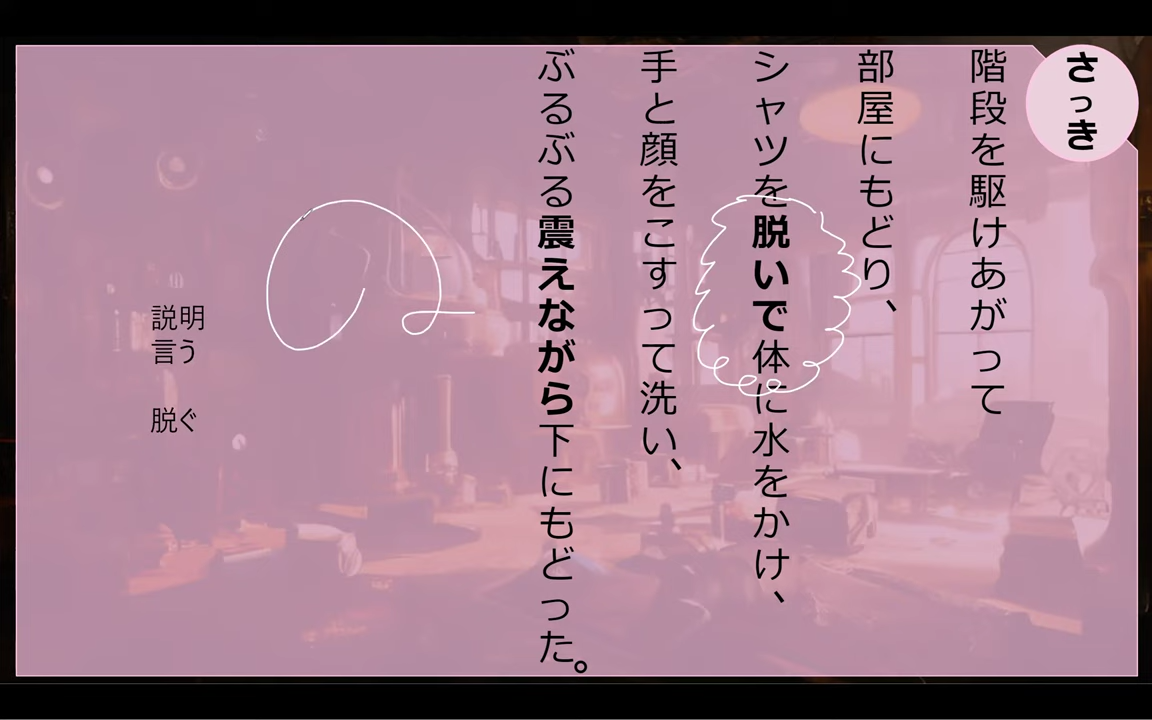 さっき
階段を駆けあがって
部屋にもどり、
シャツを脱いで体に水をかけ、
手と顔をこすって洗い、
ぶるぶる震えながら下にもどった。
説明
言う
脱ぐ